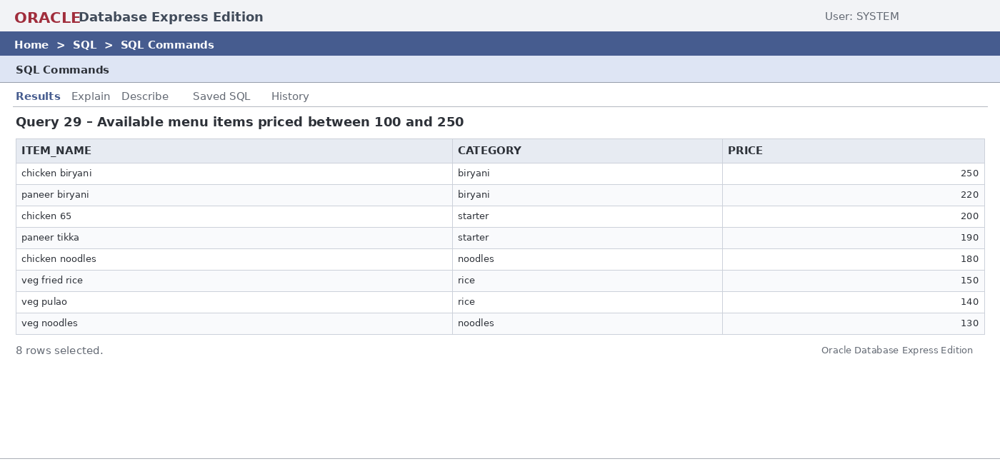 ORACLE Database Express Edition User: SYSTEM
Home > SQL > SQL Commands
SQL Commands
Results Explain Describe Saved SQL History
Query 29 – Available menu items priced between 100 and 250
ITEM_NAME CATEGORY PRICE
chicken biryani biryani 250
paneer biryani biryani 220
chicken 65 starter 200
paneer tikka starter 190
chicken noodles noodles 180
veg fried rice rice 150
veg pulao rice 140
veg noodles noodles 130
8 rows selected. Oracle Database Express Edition